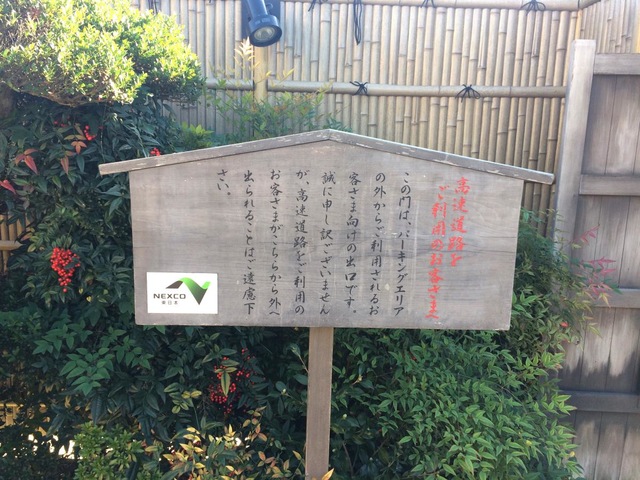 高速道路を
ご利用のお客さまへ
この門は、パーキングエリア
の外からご利用されるお
客さま向けの出口です。
誠に申し訳ございません
が、高速道路をご利用の
お客さまがこちらから外へ
出られることはご遠慮下
さい。
NEXCO
東日本